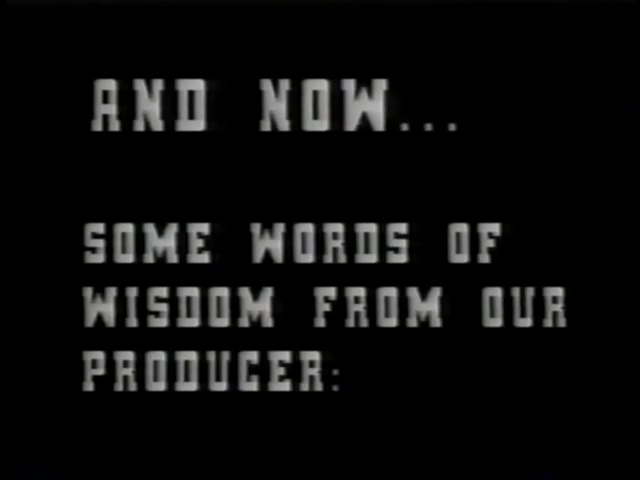 AND NOW...
SOME WORDS OF
WISDOM FROM OUR
PRODUCER: